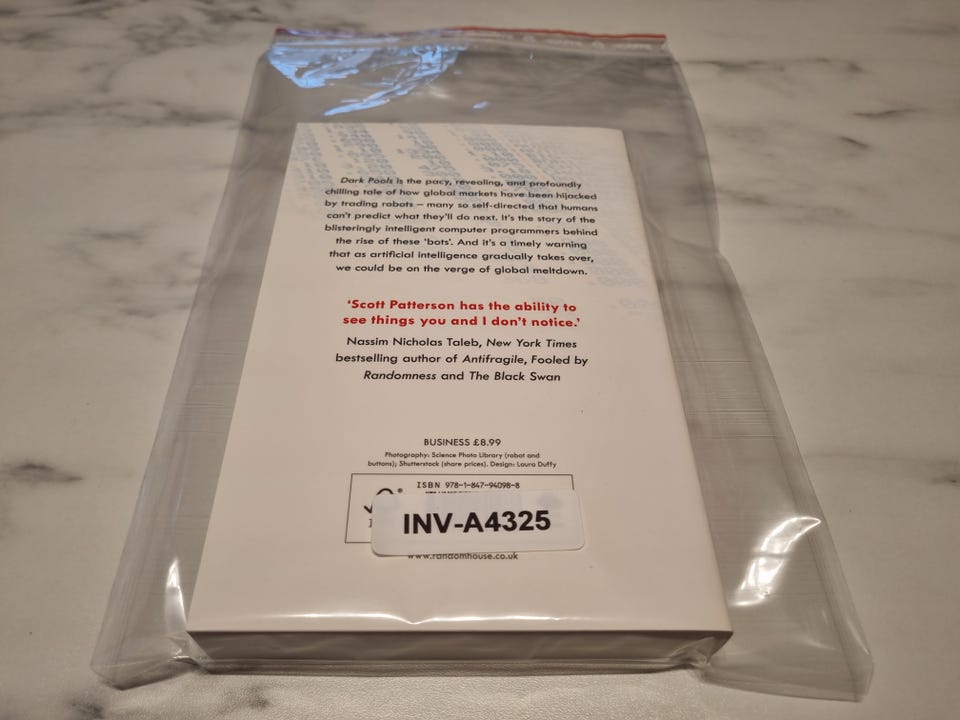 Dark Pools is the pacy, revealing, and profoundly
chilling tale of how global markets have been hijacked
by trading robots – many so self-directed that humans
can't predict what they'll do next. It's the story of the
blisteringly intelligent computer programmers behind
the rise of these 'bots'. And it's a timely warning
that as artificial intelligence gradually takes over,
we could be on the verge of global meltdown.
'Scott Patterson has the ability to
see things you and I don't notice.'
Nassim Nicholas Taleb, New York Times
bestselling author of Antifragile, Fooled by
Randomness and The Black Swan
BUSINESS £8.99
Photography: Science Photo Library (robot and
buttons); Shutterstock (share prices). Design: Laura Duffy
ISBN 978-1-847-94098-8
INV-A4325
www.randomhouse.co.uk